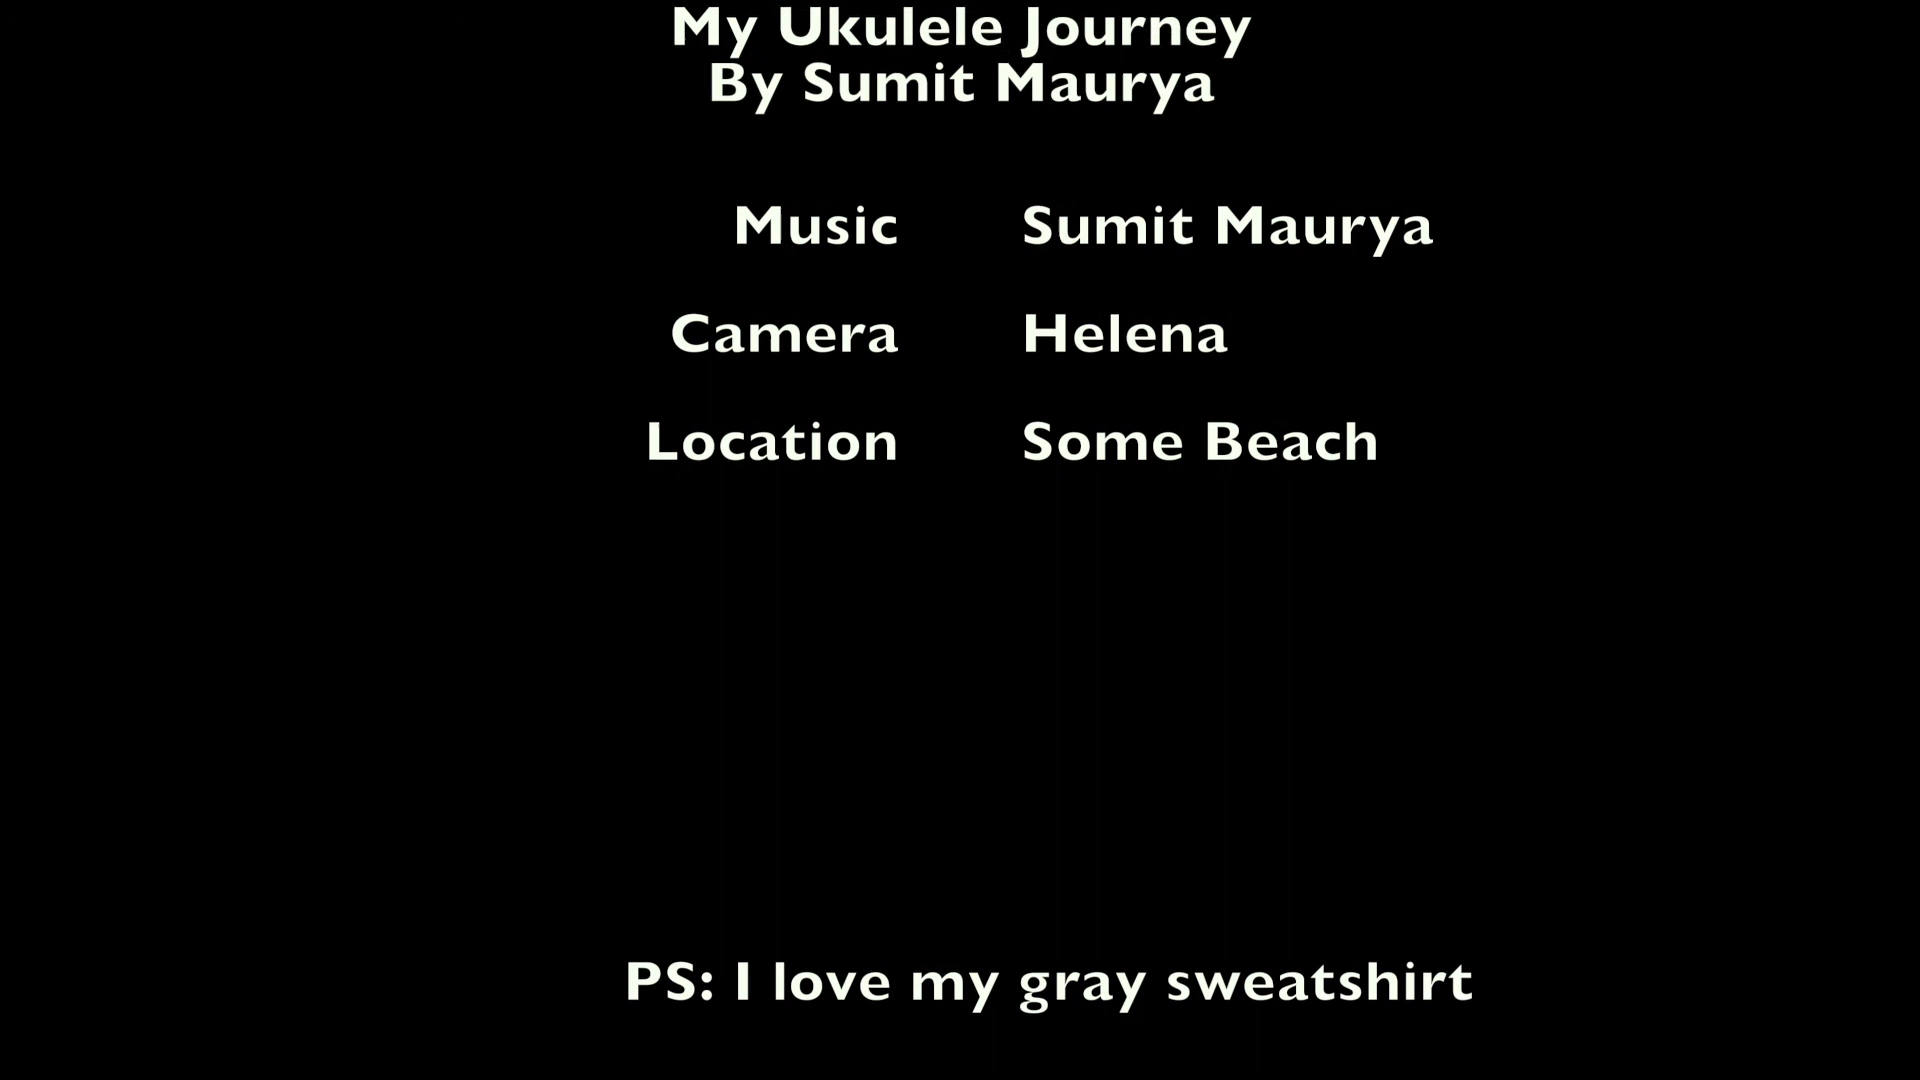 My Ukulele Journey
By Sumit Maurya
Music Sumit Maurya
Camera Helena
Location Some Beach
PS: I love my gray sweatshirt